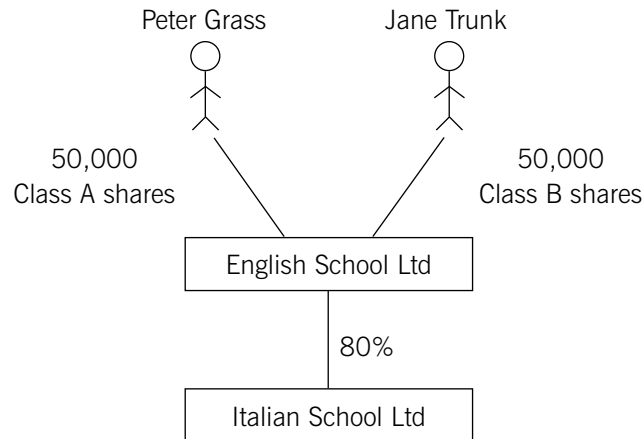 Peter Grass
Jane Trunk
50,000
Class A shares
50,000
Class B shares
English School Ltd
80%
Italian School Ltd